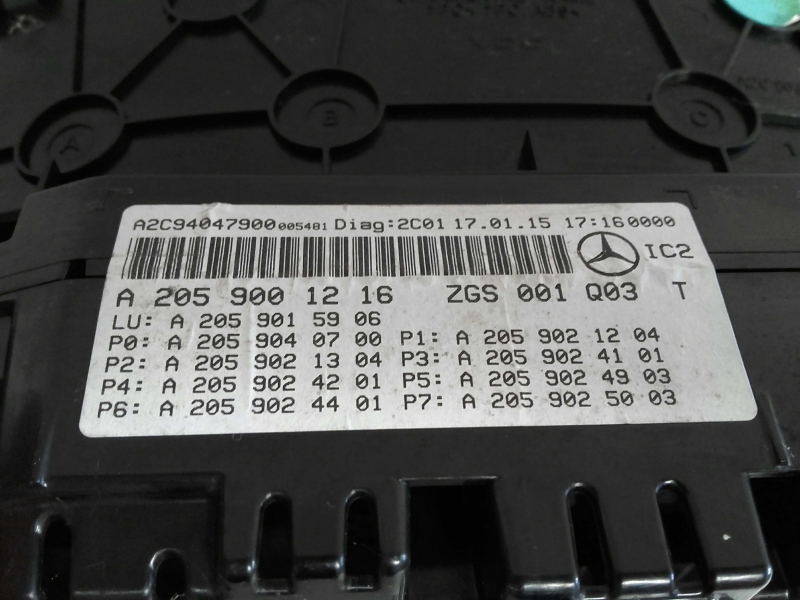 A
B
C
A2C94047900005481 Diag:2C01 17.01.15 17:160000
IC2
A 205 900 12 16 ZGS 001 Q03 T
LU: A 205 901 59 06
P0: A 205 904 07 00 P1: A 205 902 12 04
P2: A 205 902 13 04 P3: A 205 902 41 01
P4: A 205 902 42 01 P5: A 205 902 49 03
P6: A 205 902 44 01 P7: A 205 902 50 03